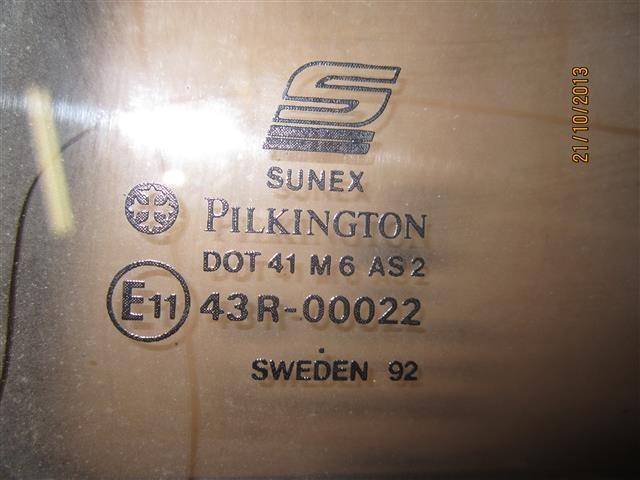 SUNEX
PILKINGTON
DOT 41 M 6 AS 2
E11 43R-00022
SWEDEN 92
21/10/2013